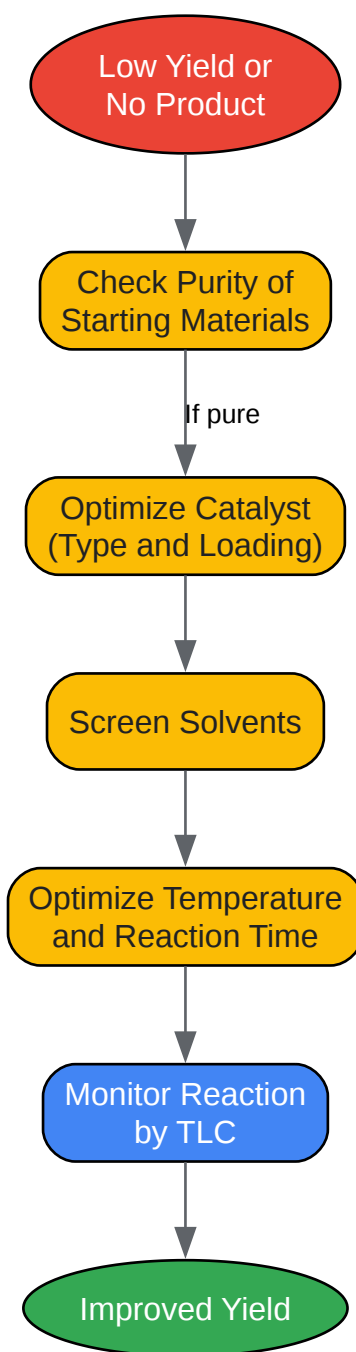 Low Yield or
No Product
Check Purity of
Starting Materials
If pure
Optimize Catalyst
(Type and Loading)
Screen Solvents
Optimize Temperature
and Reaction Time
Monitor Reaction
by TLC
Improved Yield